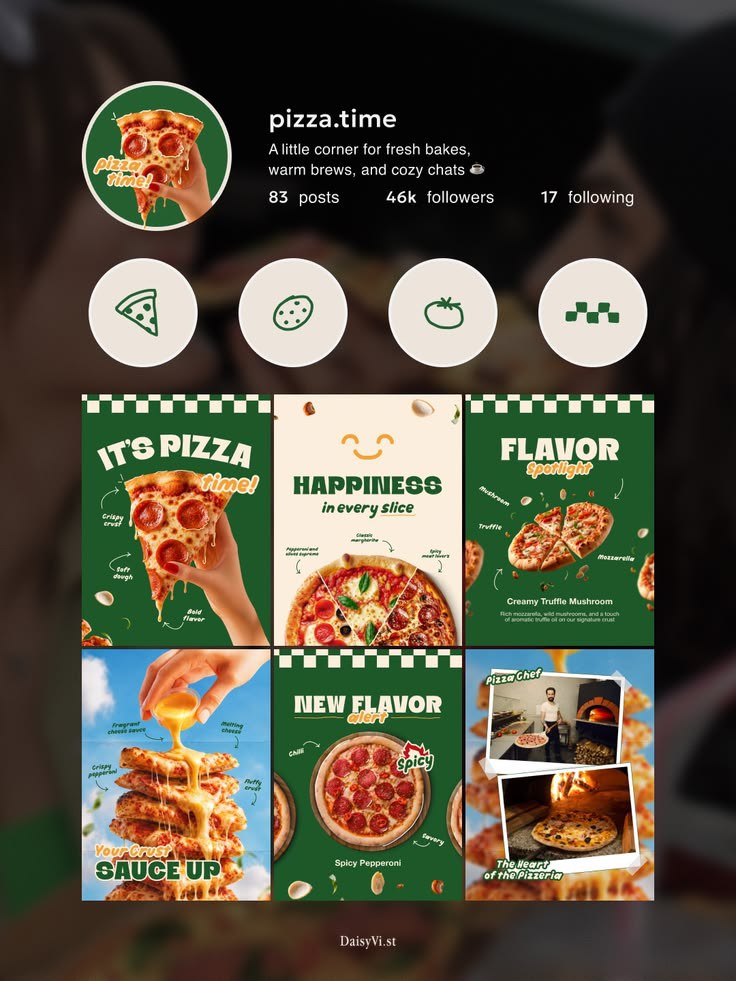 pizza.time
A little corner for fresh bakes,
warm brews, and cozy chats ☕
83 posts 46k followers 17 following
pizza
time!
IT'S PIZZA
time!
Crispy
crust
Soft
dough
Bold
flavor
HAPPINESS
in every slice
Classic
margherita
Pepperoni and
olives supreme
Spicy
meat lovers
FLAVOR
Spotlight
Mushroom
Truffle
Mozzarella
Creamy Truffle Mushroom
Rich mozzarella, wild mushrooms, and a touch
of aromatic truffle oil on our signature crust
Fragrant
cheese sauce
Melting
cheese
Crispy
pepperoni
fluffy
crust
Your Crust
SAUCE UP
NEW FLAVOR
alert
Chilli
Spicy
Savory
Spicy Pepperoni
Pizza Chef
The Heart
of the Pizzeria
DaisyVi.st